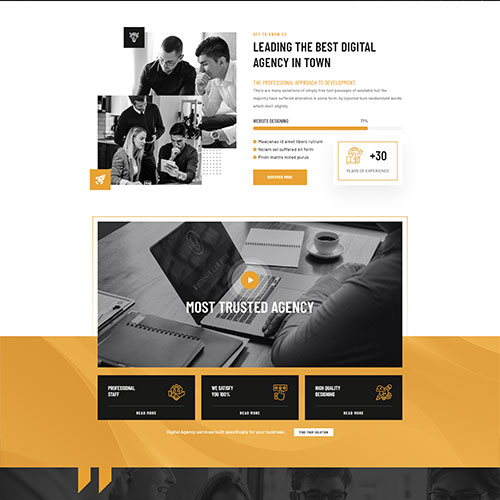 GET TO KNOW US
LEADING THE BEST DIGITAL
AGENCY IN TOWN
THE PROFESSIONAL APPROACH TO DEVELOPMENT.
There are many variations of simply free text passages of available but the
majority have suffered alteration in some form, by injected hum randomised words
which don't slightly.
WEBSITE DESIGNING 77%
Maecenas id amet libero rutrum
Nolam set suffered sit form
Proin mattis noted purus
DISCOVER MORE
+30
YEARS OF EXPERIENCE
MOST TRUSTED AGENCY
PROFESSIONAL
STAFF
READ MORE
WE SATISFY
YOU 100%
READ MORE
HIGH QUALITY
DESIGNING
READ MORE
Digital Agency services built specifically for your business.
FIND YOUR SOLUTION